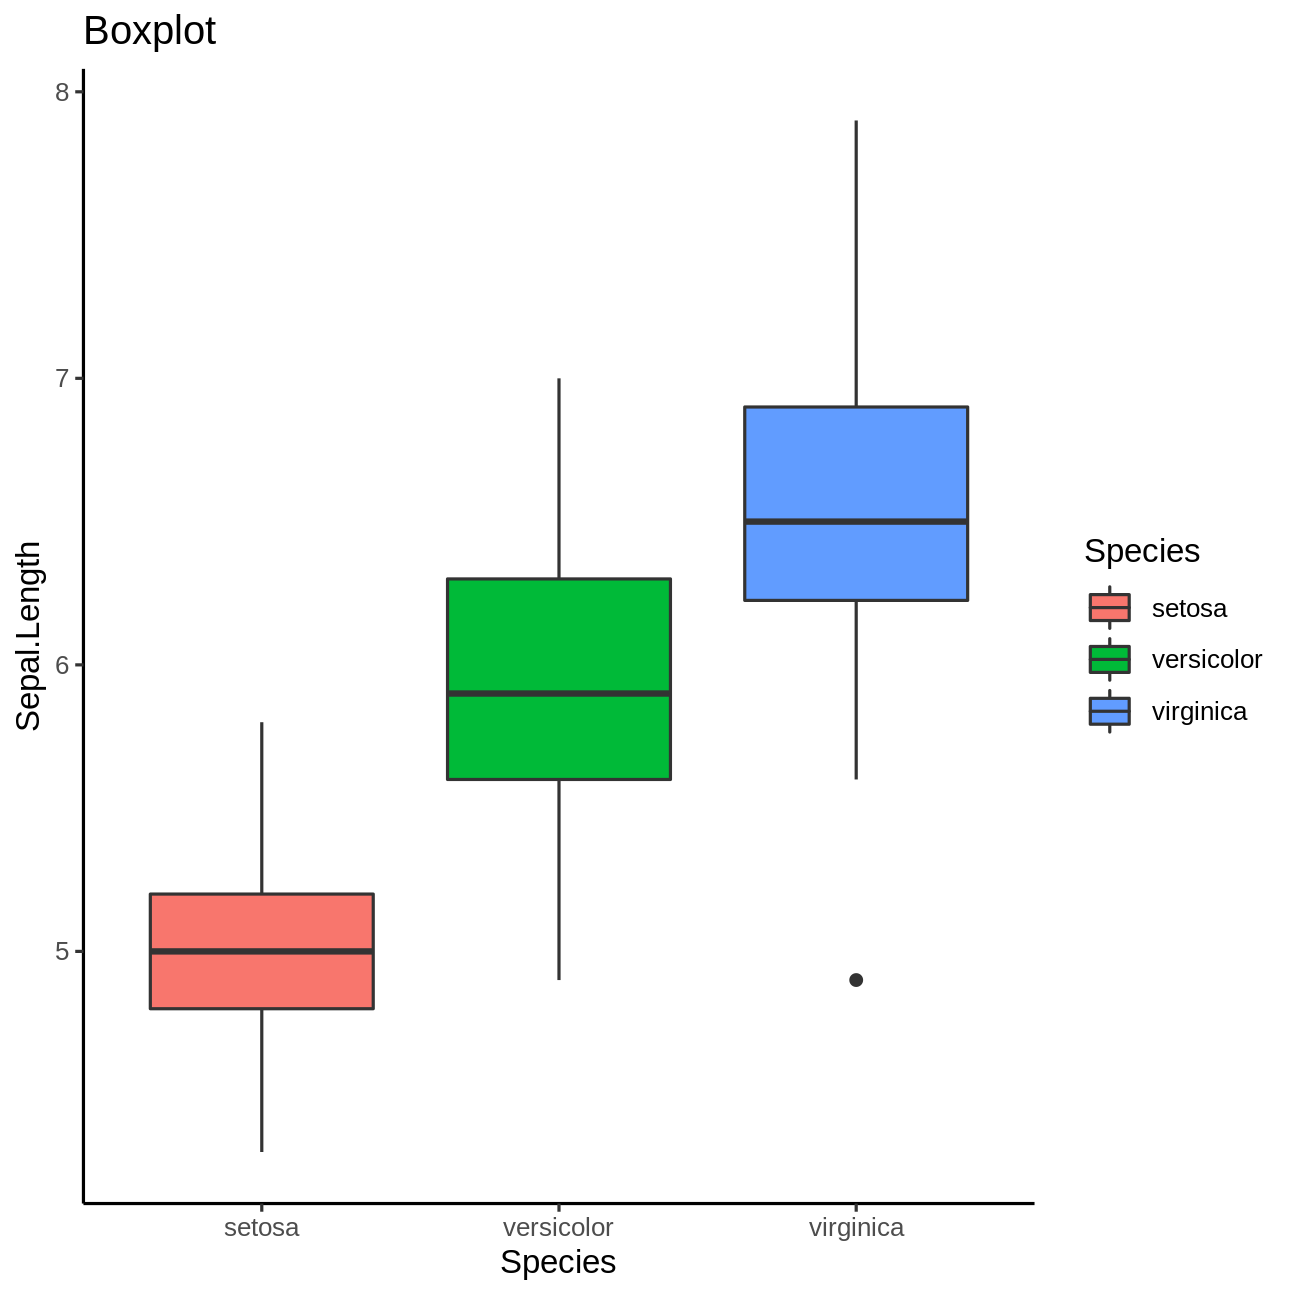 Boxplot
8
7
6
5
Sepal.Length
setosa
versicolor
virginica
Species
Species
setosa
versicolor
virginica